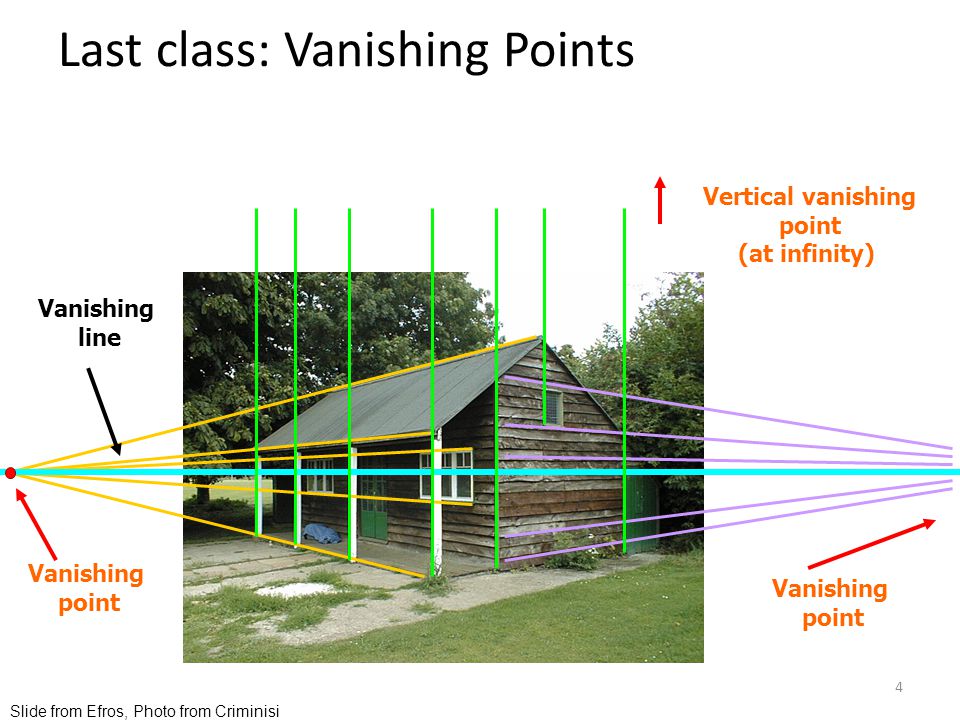 Last class: Vanishing Points
Vertical vanishing
point
(at infinity)
Vanishing
line
Vanishing
point
Vanishing
point
4
Slide from Efros, Photo from Criminisi